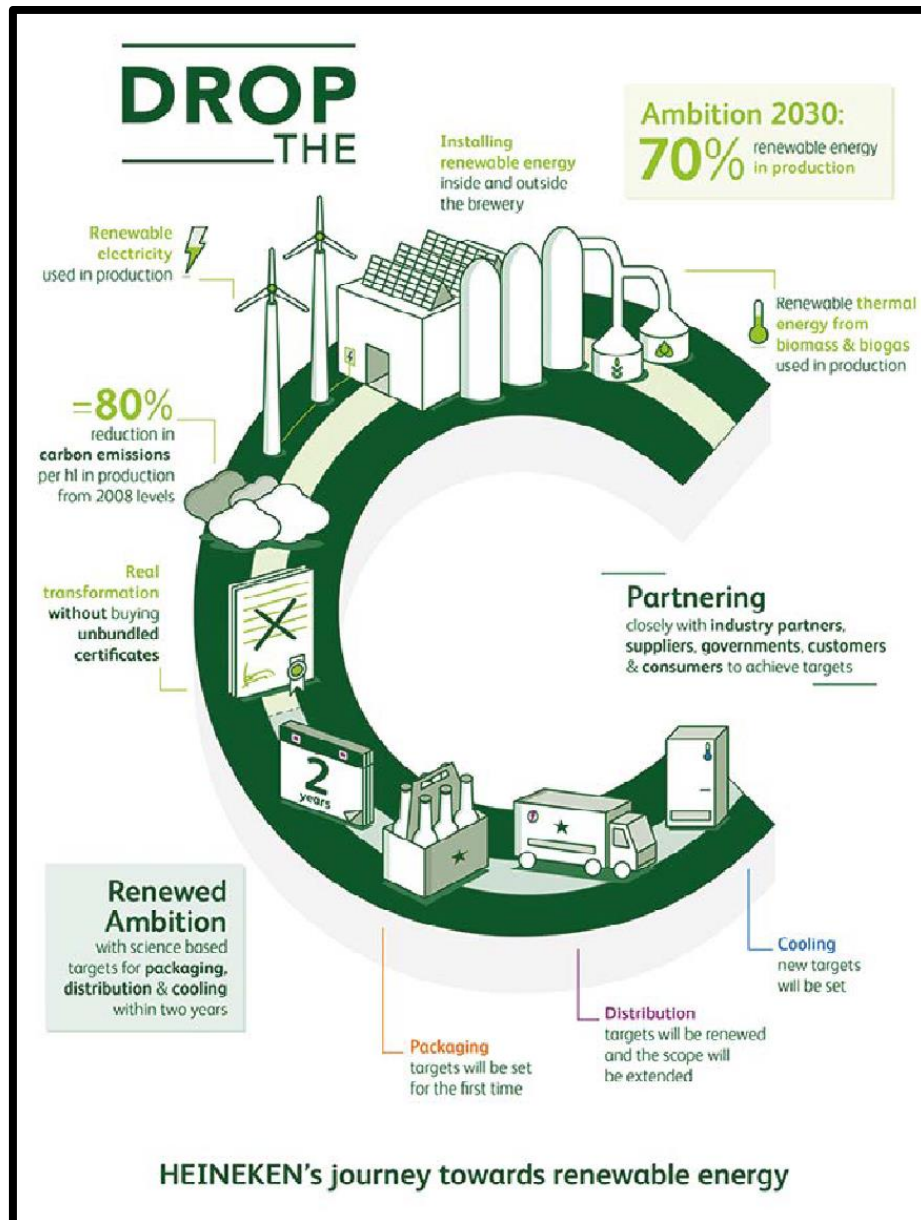 DROP
THE
Ambition 2030:
70% renewable energy
in production
Installing
renewable energy
inside and outside
the brewery
Renewable
electricity
used in production
Renewable thermal
energy from
biomass & biogas
used in production
=80%
reduction in
carbon emissions
per hl in production
from 2008 levels
Real
transformation
without buying
unbundled
certificates
Partnering
closely with industry partners,
suppliers, governments, customers
& consumers to achieve targets
2
years
Renewed
Ambition
with science based
targets for packaging,
distribution & cooling
within two years
Cooling
new targets
will be set
Distribution
targets will be renewed
and the scope will
be extended
Packaging
targets will be set
for the first time
HEINEKEN's journey towards renewable energy